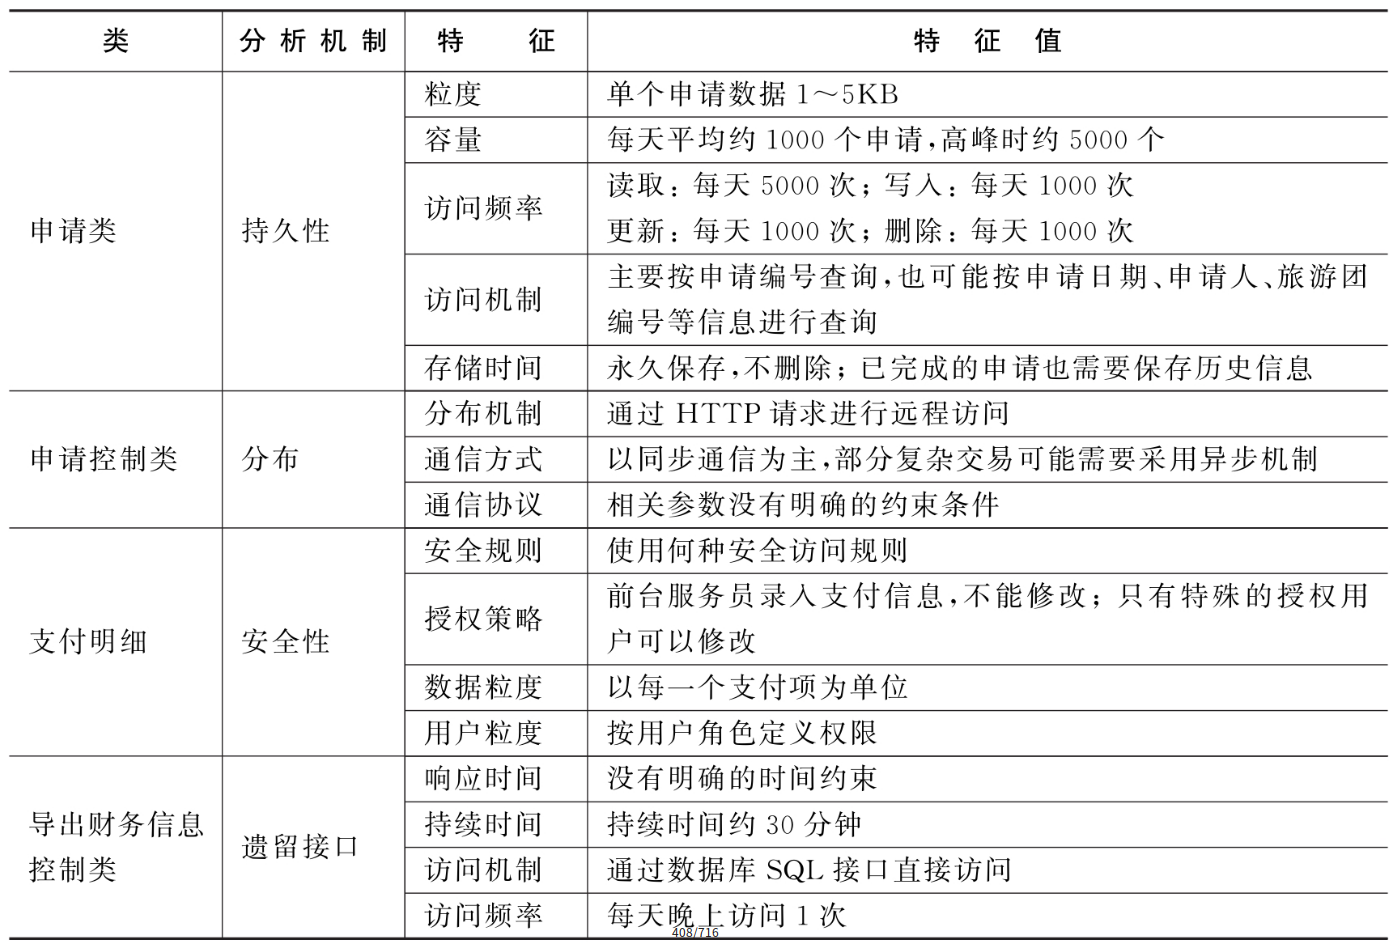 类 分析机制 特征 特征值
申请类 持久性
粒度 单个申请数据 1～5KB
容量 每天平均约 1000 个申请,高峰时约 5000 个
访问频率 读取: 每天 5000 次; 写入: 每天 1000 次
更新: 每天 1000 次; 删除: 每天 1000 次
访问机制 主要按申请编号查询,也可能按申请日期、申请人、旅游团
编号等信息进行查询
存储时间 永久保存,不删除; 已完成的申请也需要保存历史信息
申请控制类 分布
分布机制 通过 HTTP 请求进行远程访问
通信方式 以同步通信为主,部分复杂交易可能需要采用异步机制
通信协议 相关参数没有明确的约束条件
支付明细 安全性
安全规则 使用何种安全访问规则
授权策略 前台服务员录入支付信息,不能修改; 只有特殊的授权用
户可以修改
数据粒度 以每一个支付项为单位
用户粒度 按用户角色定义权限
导出财务信息
控制类
遗留接口
响应时间 没有明确的时间约束
持续时间 持续时间约 30 分钟
访问机制 通过数据库 SQL 接口直接访问
访问频率 每天晚上访问 1 次
408/716